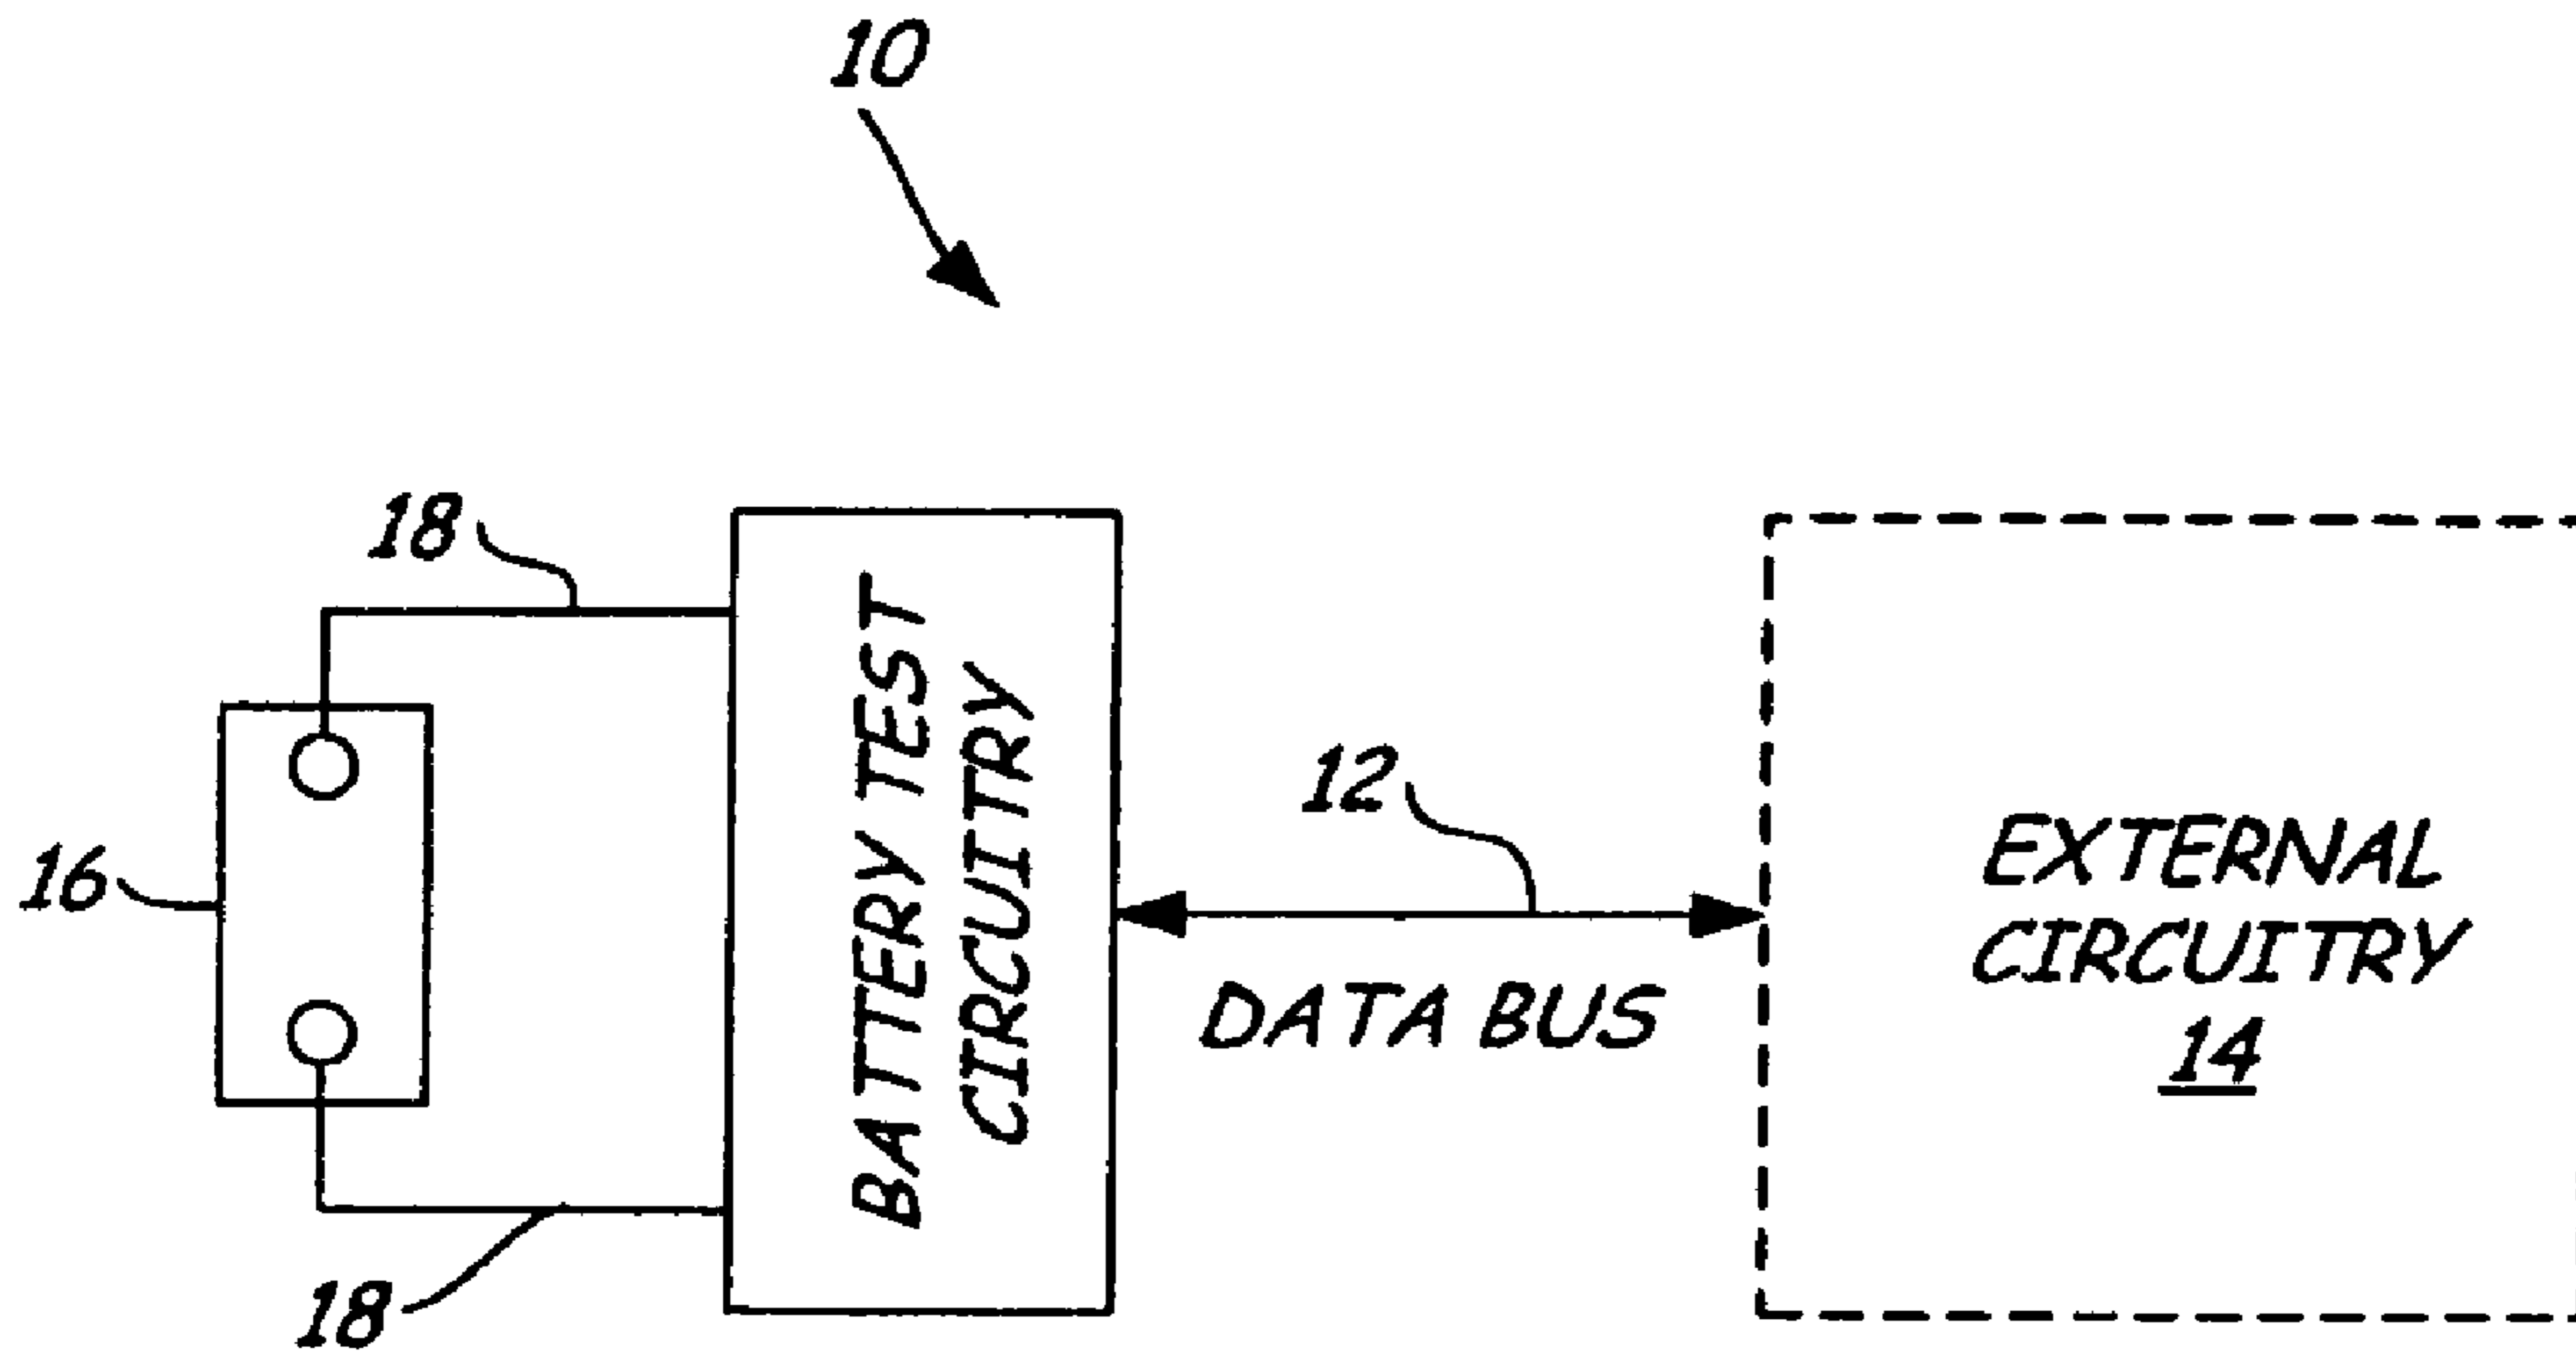 10
18
BATTERY TEST
CIRCUITRY
12
16
EXTERNAL
CIRCUITRY
14
DATA BUS
18